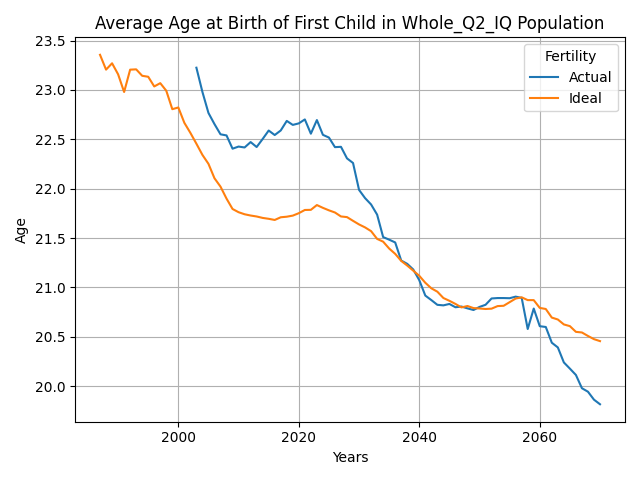 Average Age at Birth of First Child in Whole_Q2_IQ Population
23.5
23.0
22.5
22.0
21.5
21.0
20.5
20.0
Age
Fertility
Actual
Ideal
2000
2020
2040
2060
Years